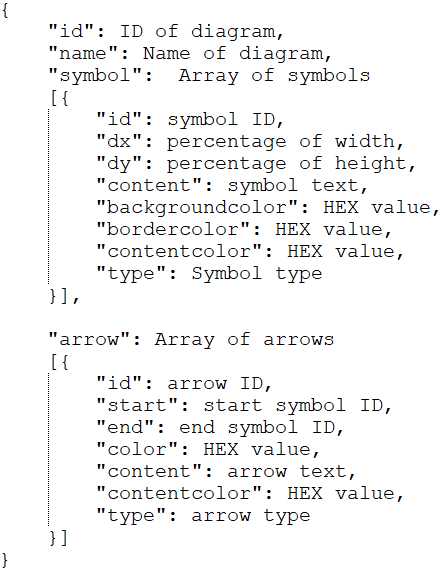 {
"id": ID of diagram,
"name": Name of diagram,
"symbol":  Array of symbols
[{
"id": symbol ID,
"dx": percentage of width,
"dy": percentage of height,
"content": symbol text,
"backgroundcolor": HEX value,
"bordercolor": HEX value,
"contentcolor": HEX value,
"type": Symbol type
}],
"arrow": Array of arrows
[{
"id": arrow ID,
"start": start symbol ID,
"end": end symbol ID,
"color": HEX value,
"content": arrow text,
"contentcolor": HEX value,
"type": arrow type
}]
}